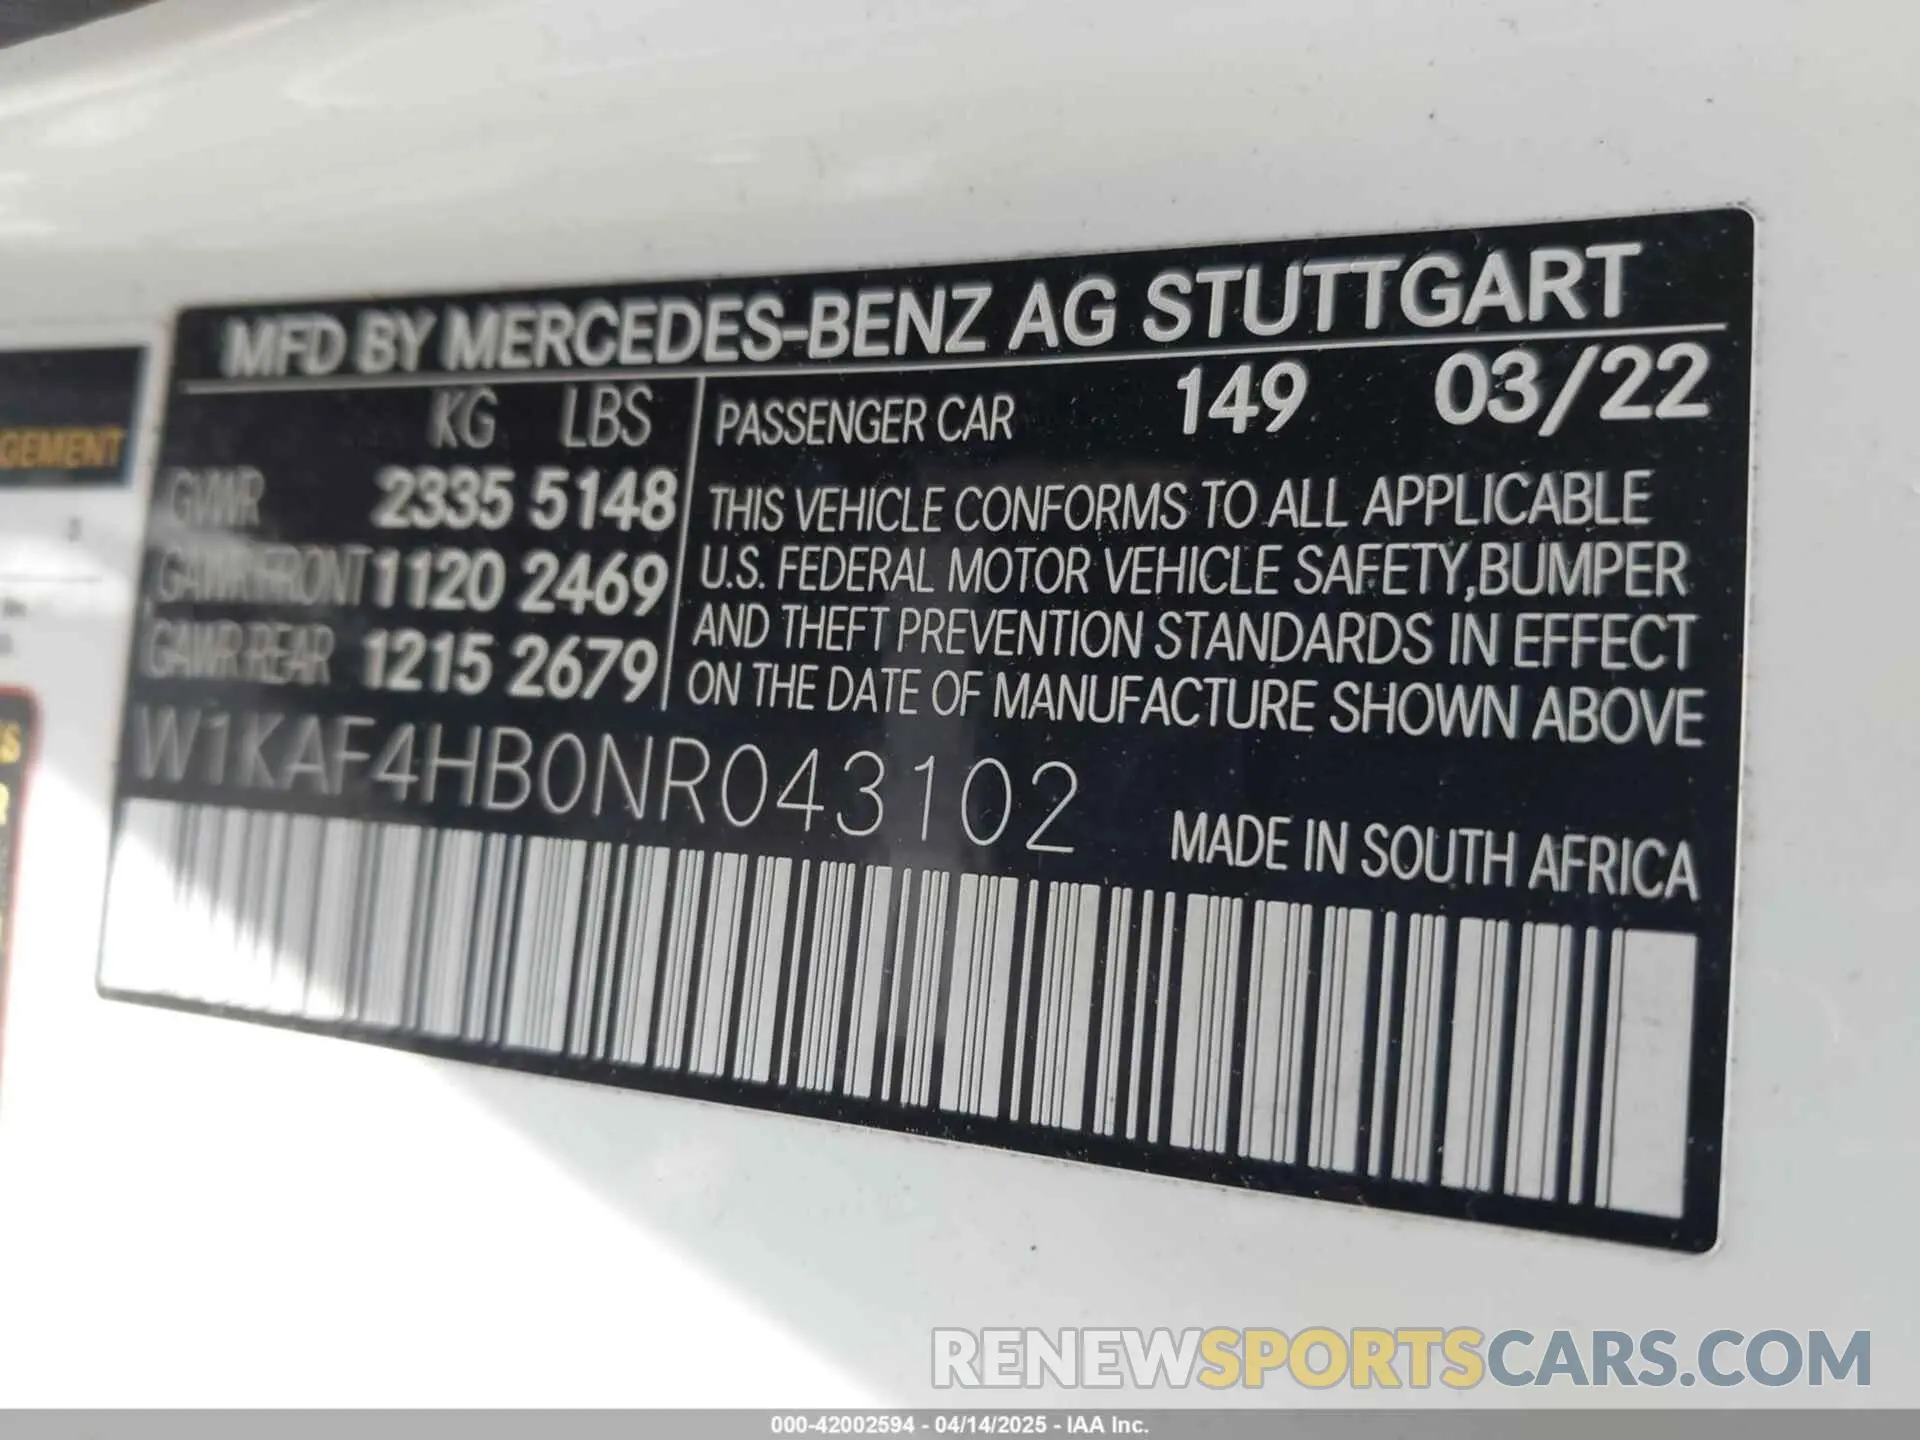 MFD BY MERCEDES-BENZ AG STUTTGART
KG LBS
GVWR 2335 5148
GAWR FRONT 1120 2469
GAWR REAR 1215 2679
PASSENGER CAR 149 03/22
THIS VEHICLE CONFORMS TO ALL APPLICABLE
U.S. FEDERAL MOTOR VEHICLE SAFETY,BUMPER
AND THEFT PREVENTION STANDARDS IN EFFECT
ON THE DATE OF MANUFACTURE SHOWN ABOVE
W1KAF4HB0NR043102
MADE IN SOUTH AFRICA
GEMENT
RENEWSPORTSCARS.COM
000-42002594 - 04/14/2025 - IAA Inc.